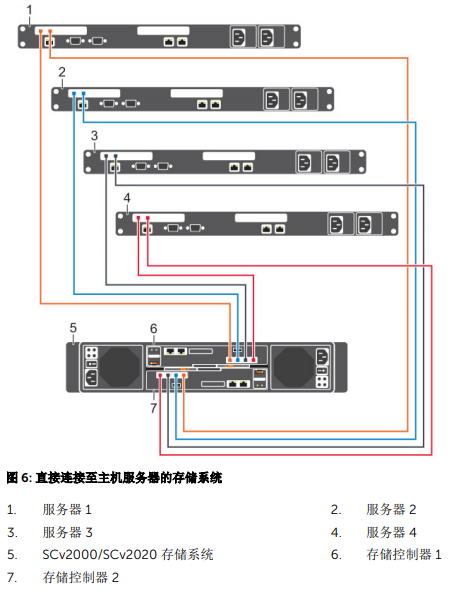 1
2
3
4
5
6
7
图 6: 直接连接至主机服务器的存储系统
1. 服务器 1 2. 服务器 2
3. 服务器 3 4. 服务器 4
5. SCv2000/SCv2020 存储系统 6. 存储控制器 1
7. 存储控制器 2